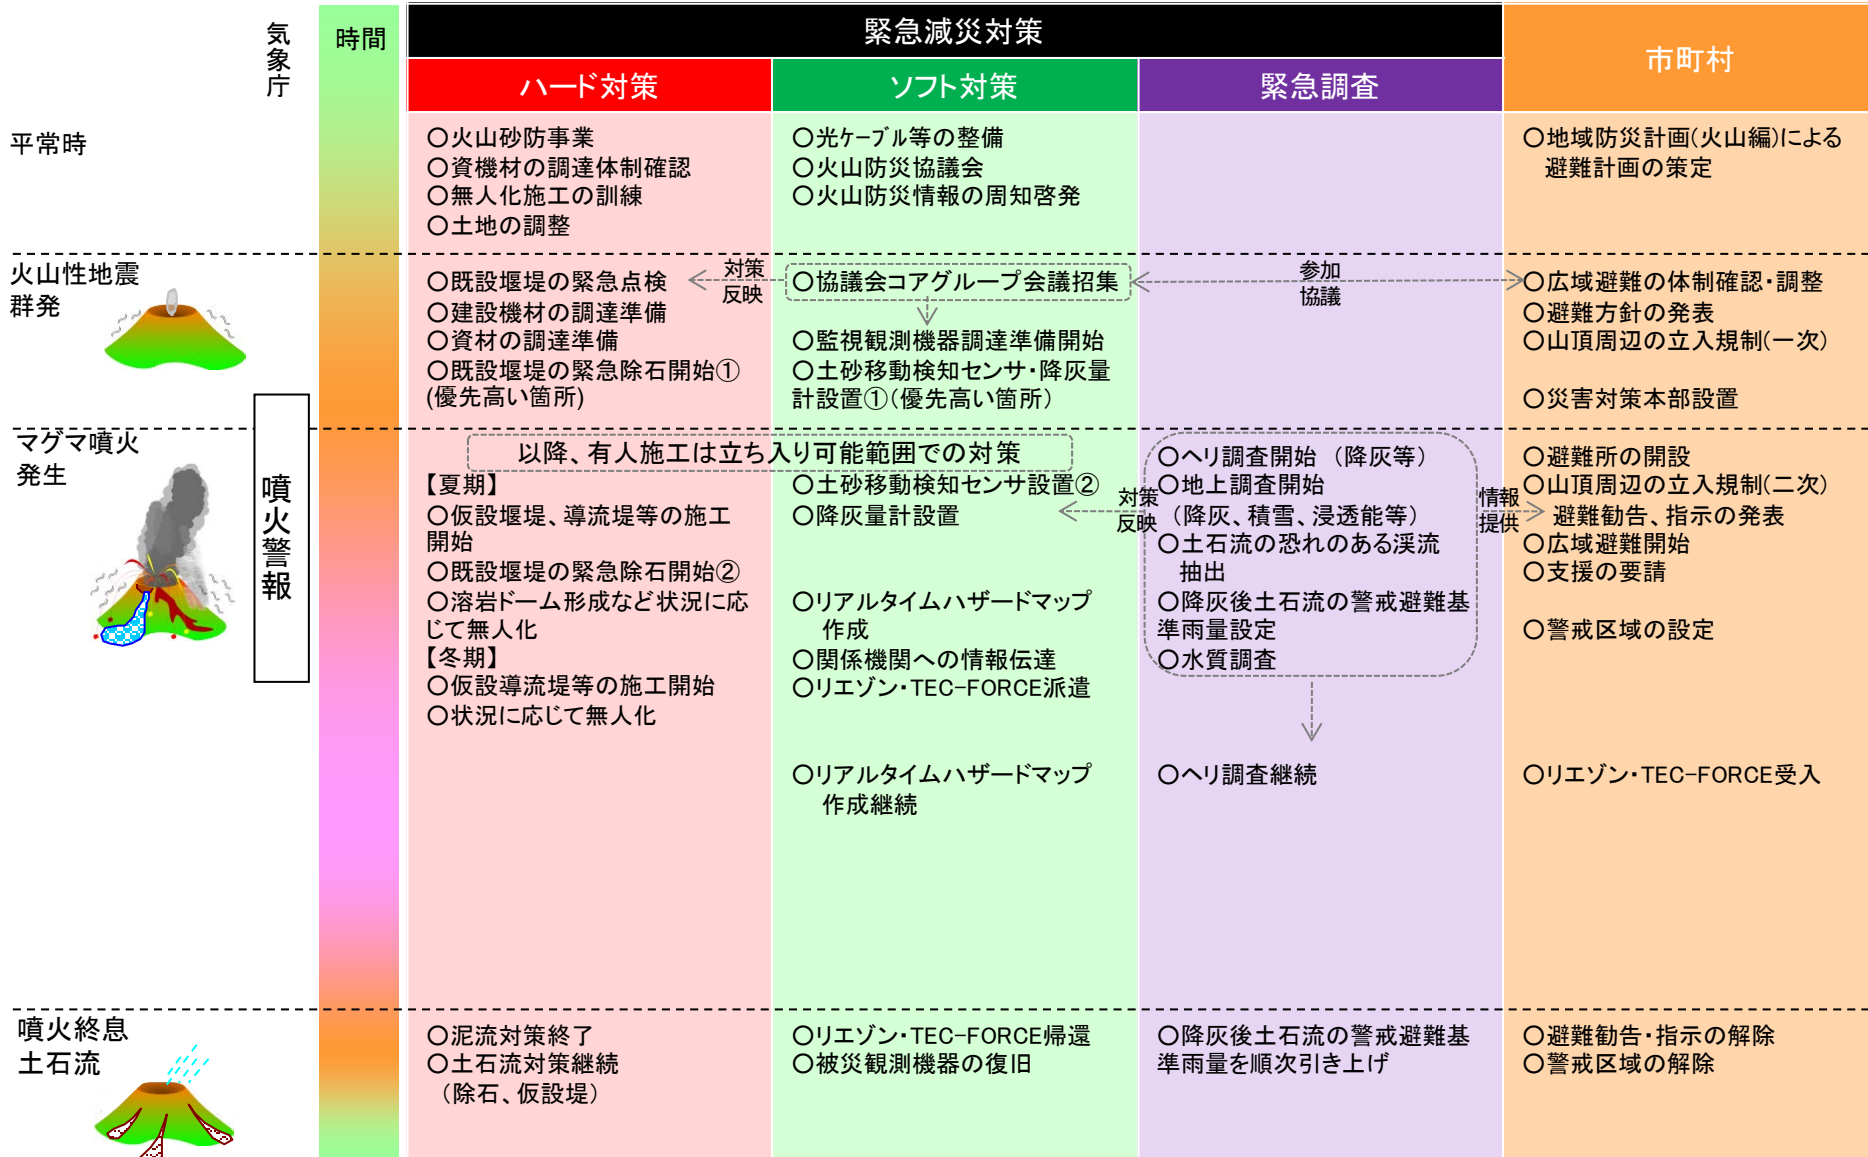 気象庁
時間
緊急減災対策
市町村
ハード対策
ソフト対策
緊急調査
平常時
○火山砂防事業
○資機材の調達体制確認
○無人化施工の訓練
○土地の調整
○光ケーブル等の整備
○火山防災協議会
○火山防災情報の周知啓発
○地域防災計画(火山編)による
避難計画の策定
火山性地震
群発
○既設堰堤の緊急点検
○建設機材の調達準備
○資材の調達準備
○既設堰堤の緊急除石開始①
(優先高い箇所)
対策
反映
○協議会コアグループ会議招集
○監視観測機器調達準備開始
○土砂移動検知センサ・降灰量
計設置①(優先高い箇所)
参加
協議
○広域避難の体制確認・調整
○避難方針の発表
○山頂周辺の立入規制(一次)
○災害対策本部設置
マグマ噴火
発生
噴火警報
以降、有人施工は立ち入り可能範囲での対策
【夏期】
○仮設堰堤、導流堤等の施工
開始
○既設堰堤の緊急除石開始②
○溶岩ドーム形成など状況に応
じて無人化
【冬期】
○仮設導流堤等の施工開始
○状況に応じて無人化
○土砂移動検知センサ設置②
○降灰量計設置
○リアルタイムハザードマップ
作成
○関係機関への情報伝達
○リエゾン・TEC-FORCE派遣
○リアルタイムハザードマップ
作成継続
対策
反映
○ヘリ調査開始 (降灰等)
○地上調査開始
(降灰、積雪、浸透能等)
○土石流の恐れのある渓流
抽出
○降灰後土石流の警戒避難基
準雨量設定
○水質調査
○ヘリ調査継続
情報
提供
○避難所の開設
○山頂周辺の立入規制(二次)
避難勧告、指示の発表
○広域避難開始
○支援の要請
○警戒区域の設定
○リエゾン・TEC-FORCE受入
噴火終息
土石流
○泥流対策終了
○土石流対策継続
(除石、仮設堤)
○リエゾン・TEC-FORCE帰還
○被災観測機器の復旧
○降灰後土石流の警戒避難基
準雨量を順次引き上げ
○避難勧告・指示の解除
○警戒区域の解除